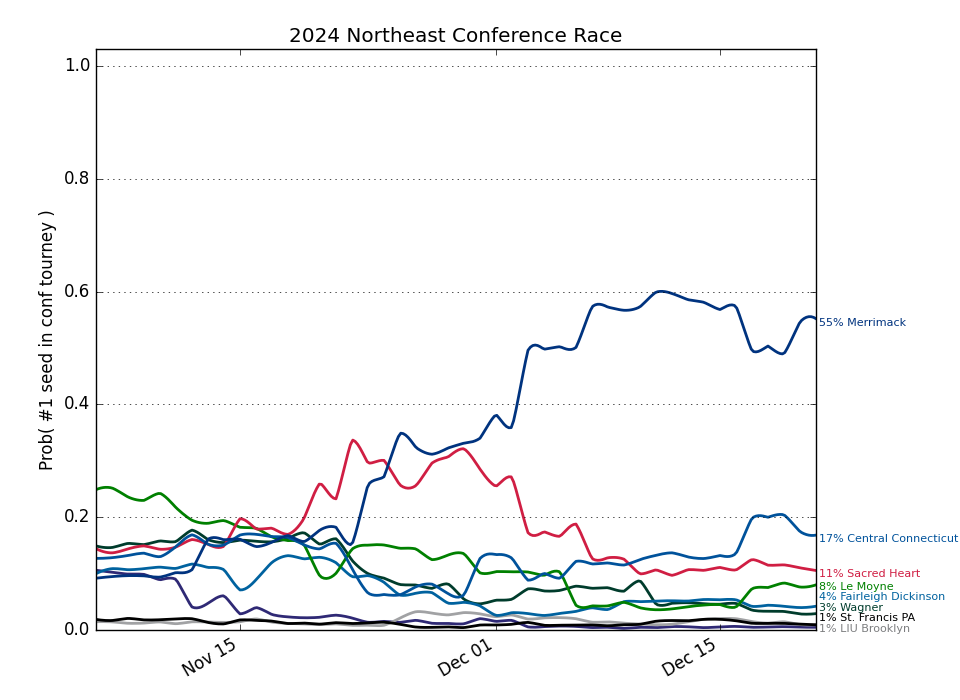 2024 Northeast Conference Race
Prob( #1 seed in conf tourney )
1.0
0.8
0.6
0.4
0.2
0.0
Nov 15
Dec 01
Dec 15
55% Merrimack
17% Central Connecticut
11% Sacred Heart
8% Le Moyne
4% Fairleigh Dickinson
3% Wagner
1% St. Francis PA
1% LIU Brooklyn